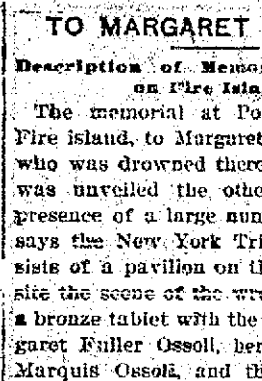 TO MARGARET
Description of Memo
on Fire Isla
The memorial at Po
Fire island, to Margaret
who was drowned there
was unveiled the othe
presence of a large num
says the New York Tri
sists of a pavilion on th
site the scene of the wre
a bronze tablet with the
garet Fuller Ossoli, her
Marquis Ossoli, and th